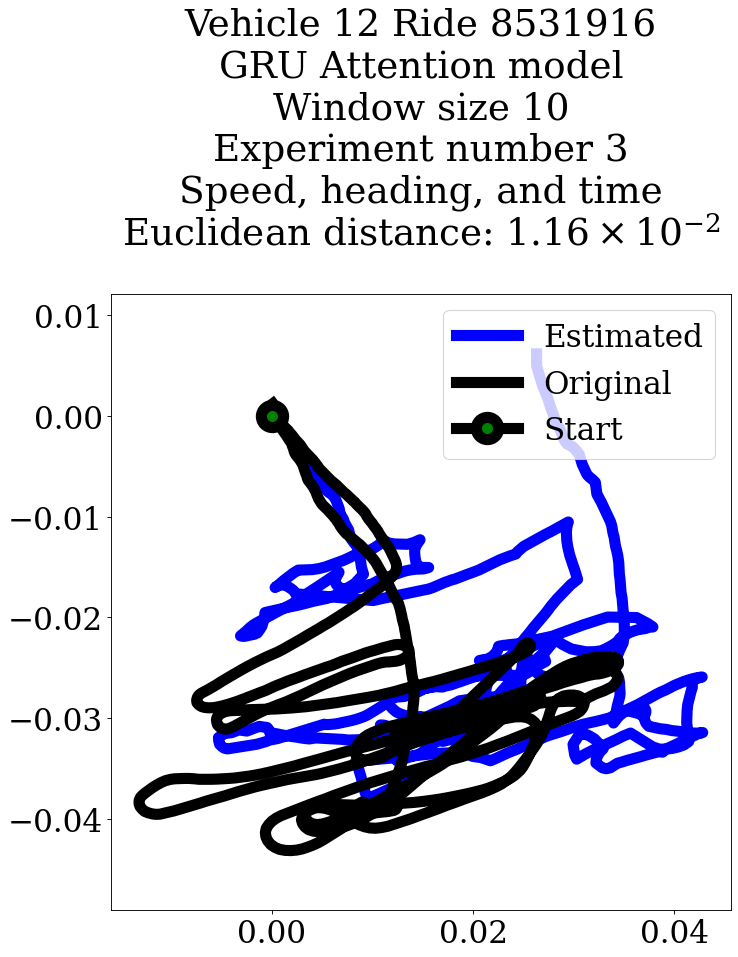 Vehicle 12 Ride 8531916
GRU Attention model
Window size 10
Experiment number 3
Speed, heading, and time
Euclidean distance: 1.16 × 10⁻²
Estimated
Original
Start
0.01
0.00
−0.01
−0.02
−0.03
−0.04
0.00 0.02 0.04